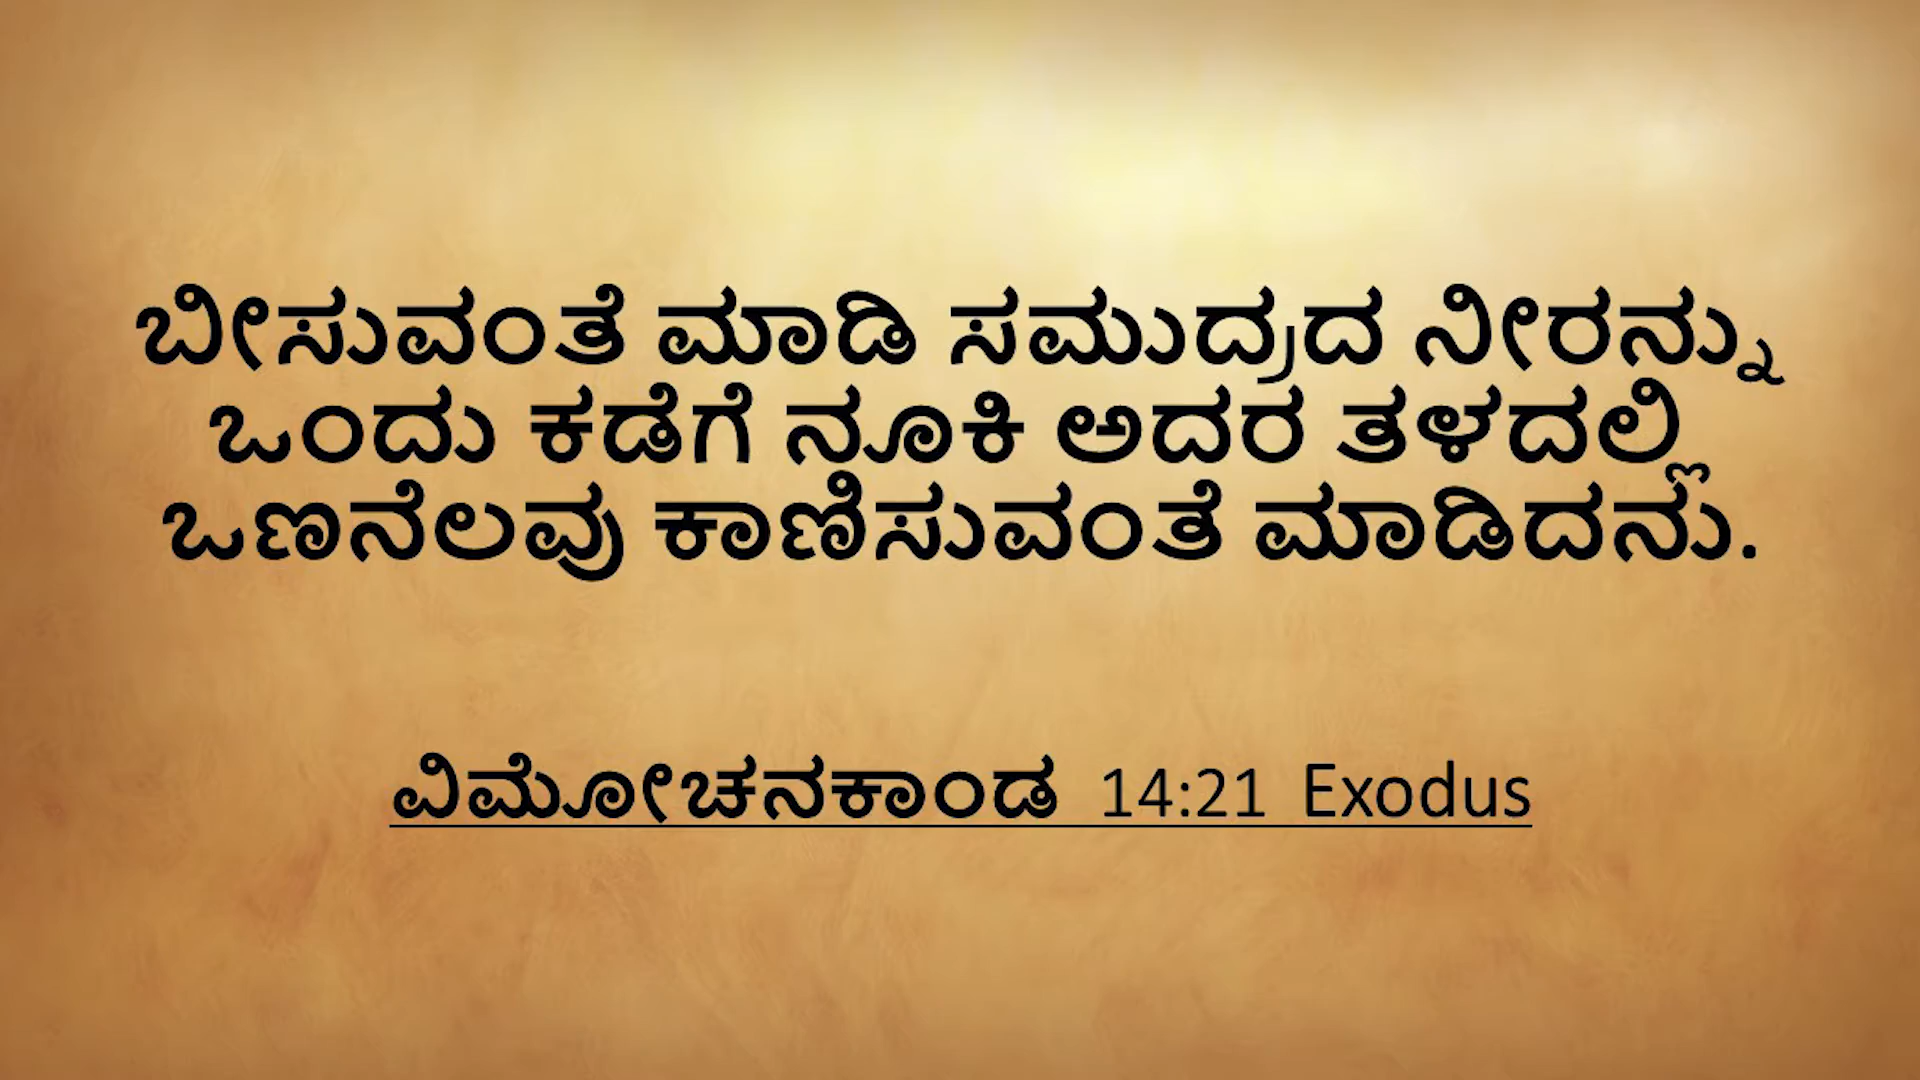 ಬೀಸುವಂತೆ ಮಾಡಿ ಸಮುದ್ರದ ನೀರನ್ನು
ಒಂದು ಕಡೆಗೆ ನೂಕಿ ಅದರ ತಳದಲ್ಲಿ
ಒಣನೆಲವು ಕಾಣಿಸುವಂತೆ ಮಾಡಿದನು.
ವಿಮೋಚನಕಾಂಡ 14:21 Exodus